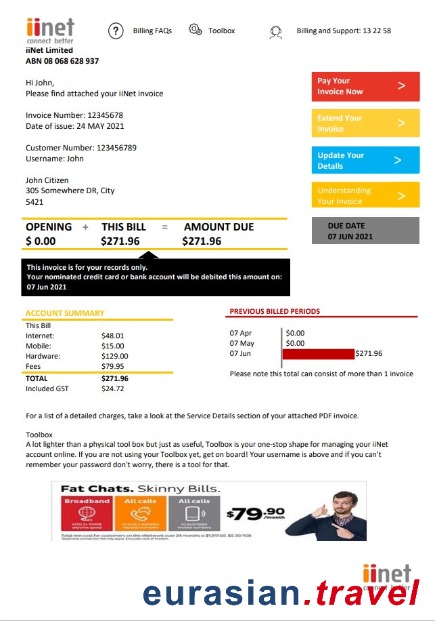 iinet
connect better
Billing FAQs
Toolbox
Billing and Support: 13 22 58
iiNet Limited
ABN 08 068 628 937
Hi John,
Please find attached your iiNet invoice
Invoice Number: 12345678
Date of issue: 24 MAY 2021
Customer Number: 123456789
Username: John
John Citizen
305 Somewhere DR, City
5421
Pay Your
Invoice Now
Extend Your
Invoice
Update Your
Details
Understanding
Your Invoice
OPENING + THIS BILL = AMOUNT DUE
$ 0.00 $271.96 $271.96
DUE DATE
07 JUN 2021
This invoice is for your records only.
Your nominated credit card or bank account will be debited this amount on:
07 Jun 2021
ACCOUNT SUMMARY
This Bill
Internet: $48.01
Mobile: $15.00
Hardware: $129.00
Fees $79.95
TOTAL $271.96
Included GST $24.72
PREVIOUS BILLED PERIODS
07 Apr $0.00
07 May $0.00
07 Jun $271.96
Please note this total can consist of more than 1 invoice
For a list of a detailed charges, take a look at the Service Details section of your attached PDF invoice.
Toolbox
A lot lighter than a physical tool box but just as useful, Toolbox is your one-stop shape for managing your iiNet
account online. If you are not using your Toolbox yet, get on board! Your username is above and if you can't
remember your password don't worry, there is a tool for that.
Fat Chats. Skinny Bills.
Broadband
All calls
All calls
$79.90
/month
iinet
connect better
eurasian.travel